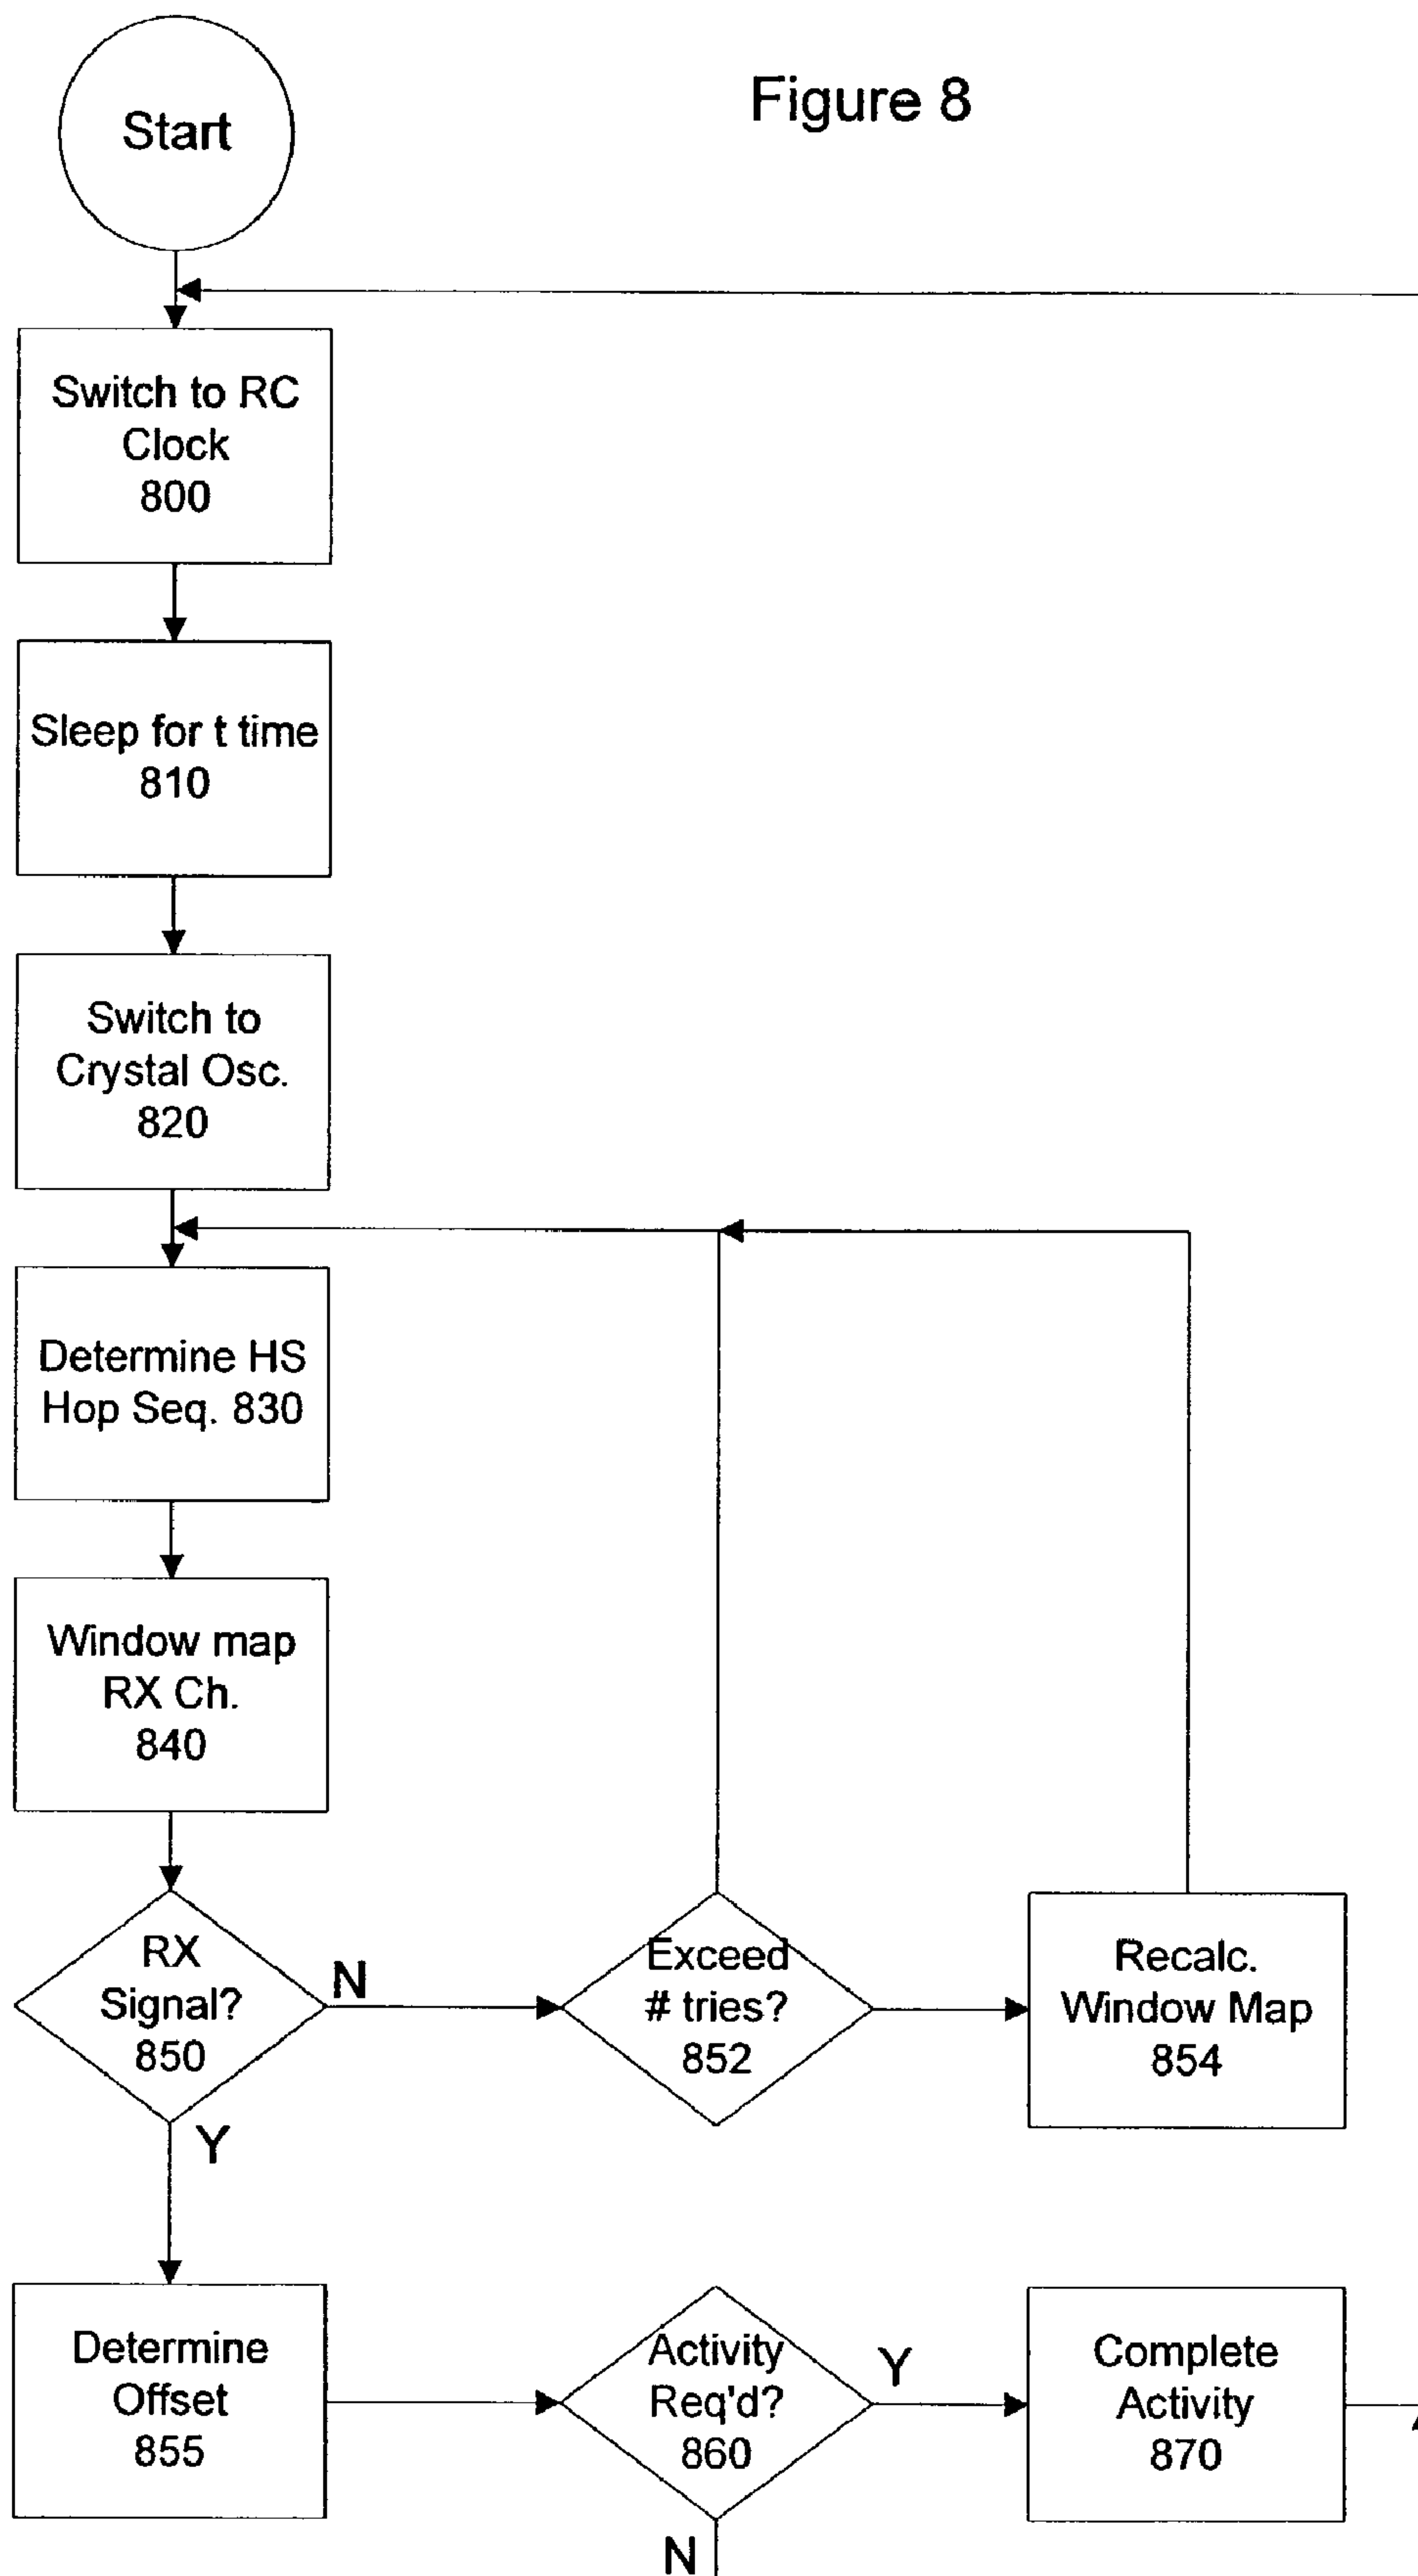 Figure 8
Start
Switch to RC
Clock
800
Sleep for t time
810
Switch to
Crystal Osc.
820
Determine HS
Hop Seq. 830
Window map
RX Ch.
840
RX
Signal?
850
N
Y
Exceed
# tries?
852
Recalc.
Window Map
854
Determine
Offset
855
Activity
Req'd?
860
Y
N
Complete
Activity
870